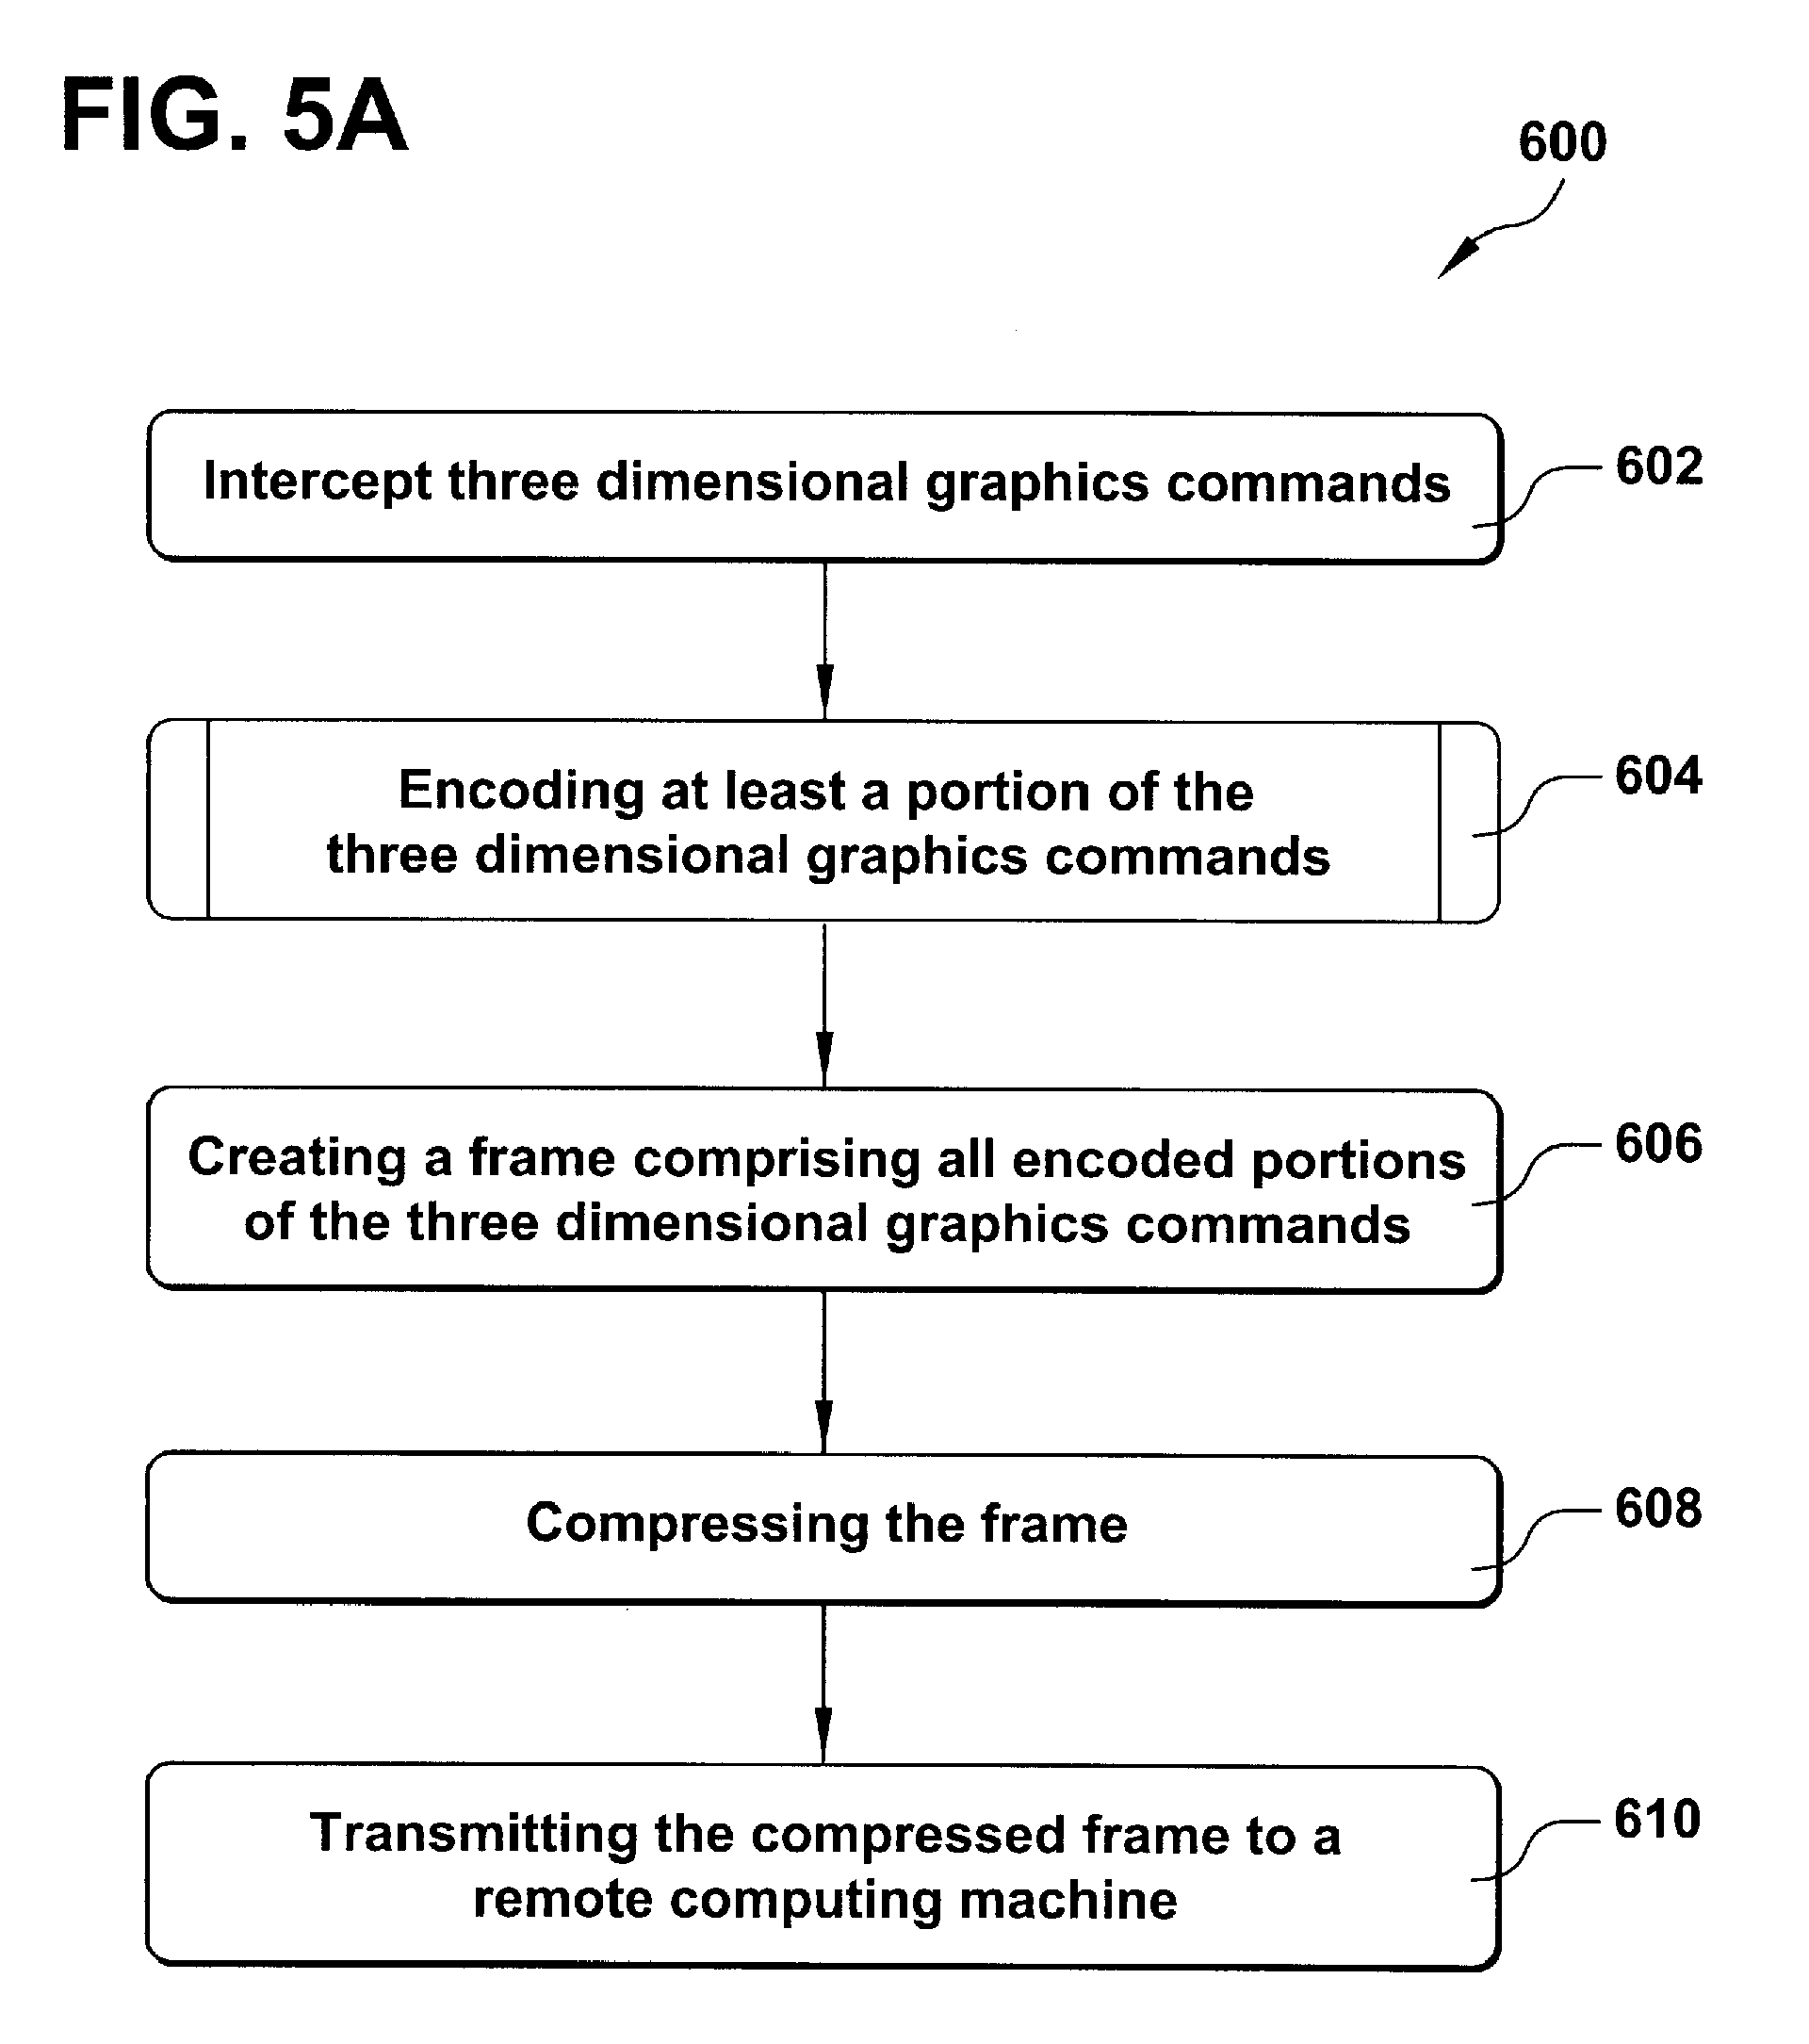 FIG. 5A
600
Intercept three dimensional graphics commands
602
Encoding at least a portion of the
three dimensional graphics commands
604
Creating a frame comprising all encoded portions
of the three dimensional graphics commands
606
Compressing the frame
608
Transmitting the compressed frame to a
remote computing machine
610